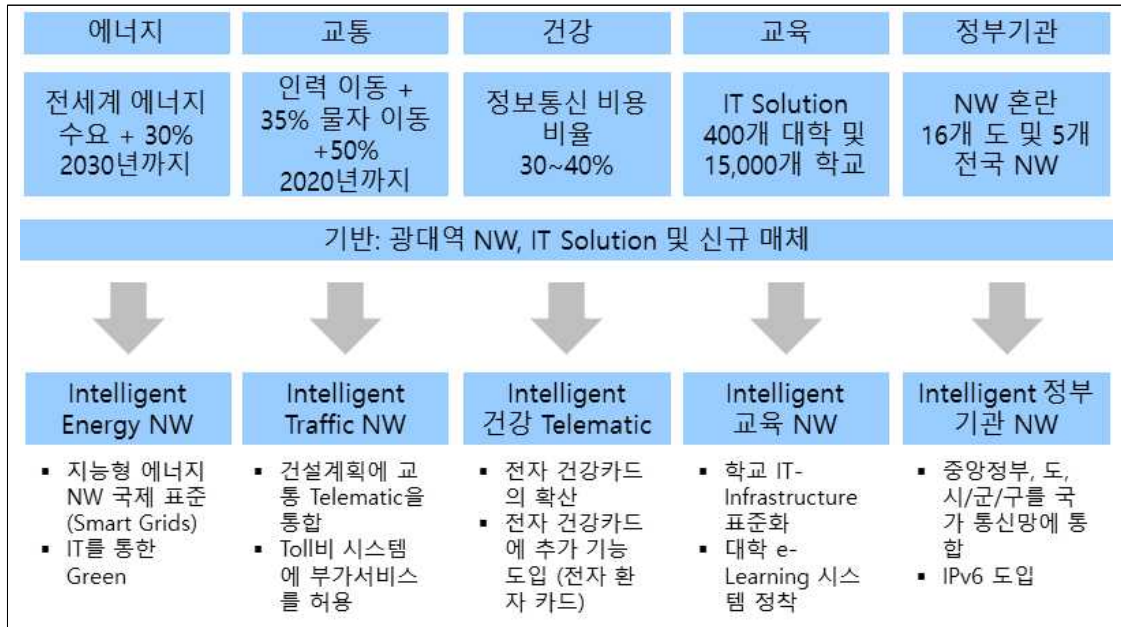 에너지
교통
건강
교육
정부기관
전세계 에너지
수요 + 30%
2030년까지
인력 이동 +
35% 물자 이동
+50%
2020년까지
정보통신 비용
비율
30~40%
IT Solution
400개 대학 및
15,000개 학교
NW 혼란
16개 도 및 5개
전국 NW
기반: 광대역 NW, IT Solution 및 신규 매체
Intelligent
Energy NW
Intelligent
Traffic NW
Intelligent
건강 Telematic
Intelligent
교육 NW
Intelligent 정부
기관 NW
▪ 지능형 에너지
NW 국제 표준
(Smart Grids)
▪ IT를 통한
Green
▪ 건설계획에 교
통 Telematic을
통합
▪ Toll비 시스템
에 부가서비스
를 허용
▪ 전자 건강카드
의 확산
▪ 전자 건강카드
에 추가 기능
도입 (전자 환
자 카드)
▪ 학교 IT-
Infrastructure
표준화
▪ 대학 e-
Learning 시스
템 정착
▪ 중앙정부, 도,
시/군/구를 국
가 통신망에 통
합
▪ IPv6 도입